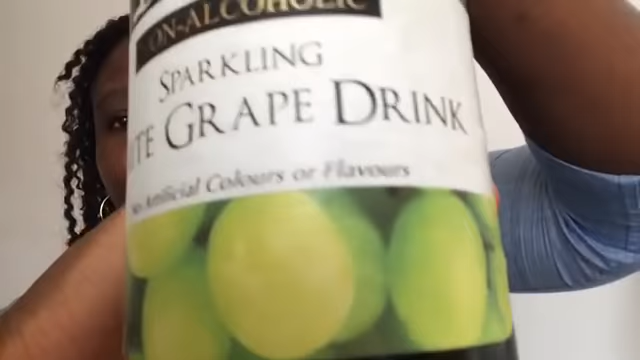 ON-ALCOHOLIC
SPARKLING
TE GRAPE DRINK
No Artificial Colours or Flavours